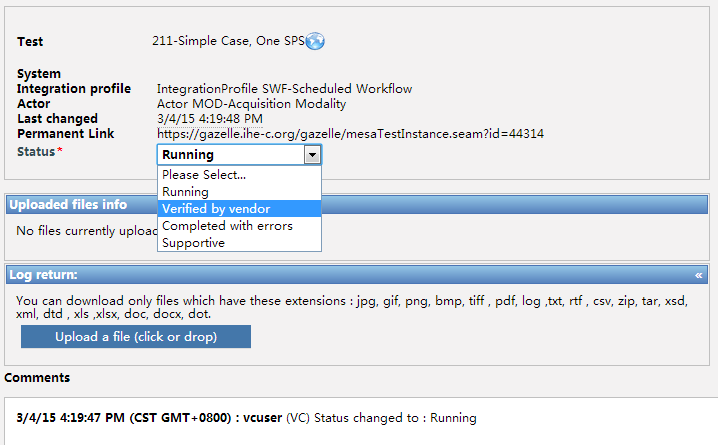 Test 211-Simple Case, One SPS
System
Integration profile IntegrationProfile SWF-Scheduled Workflow
Actor Actor MOD-Acquisition Modality
Last changed 3/4/15 4:19:48 PM
Permanent Link https://gazelle.ihe-c.org/gazelle/mesaTestInstance.seam?id=44314
Status* Running
Please Select...
Running
Verified by vendor
Completed with errors
Supportive
Uploaded files info
No files currently upload
Log return: «
You can download only files which have these extensions : jpg, gif, png, bmp, tiff , pdf, log ,txt, rtf , csv, zip, tar, xsd,
xml, dtd , xls ,xlsx, doc, docx, dot.
Upload a file (click or drop)
Comments
3/4/15 4:19:47 PM (CST GMT+0800) : vcuser (VC) Status changed to : Running